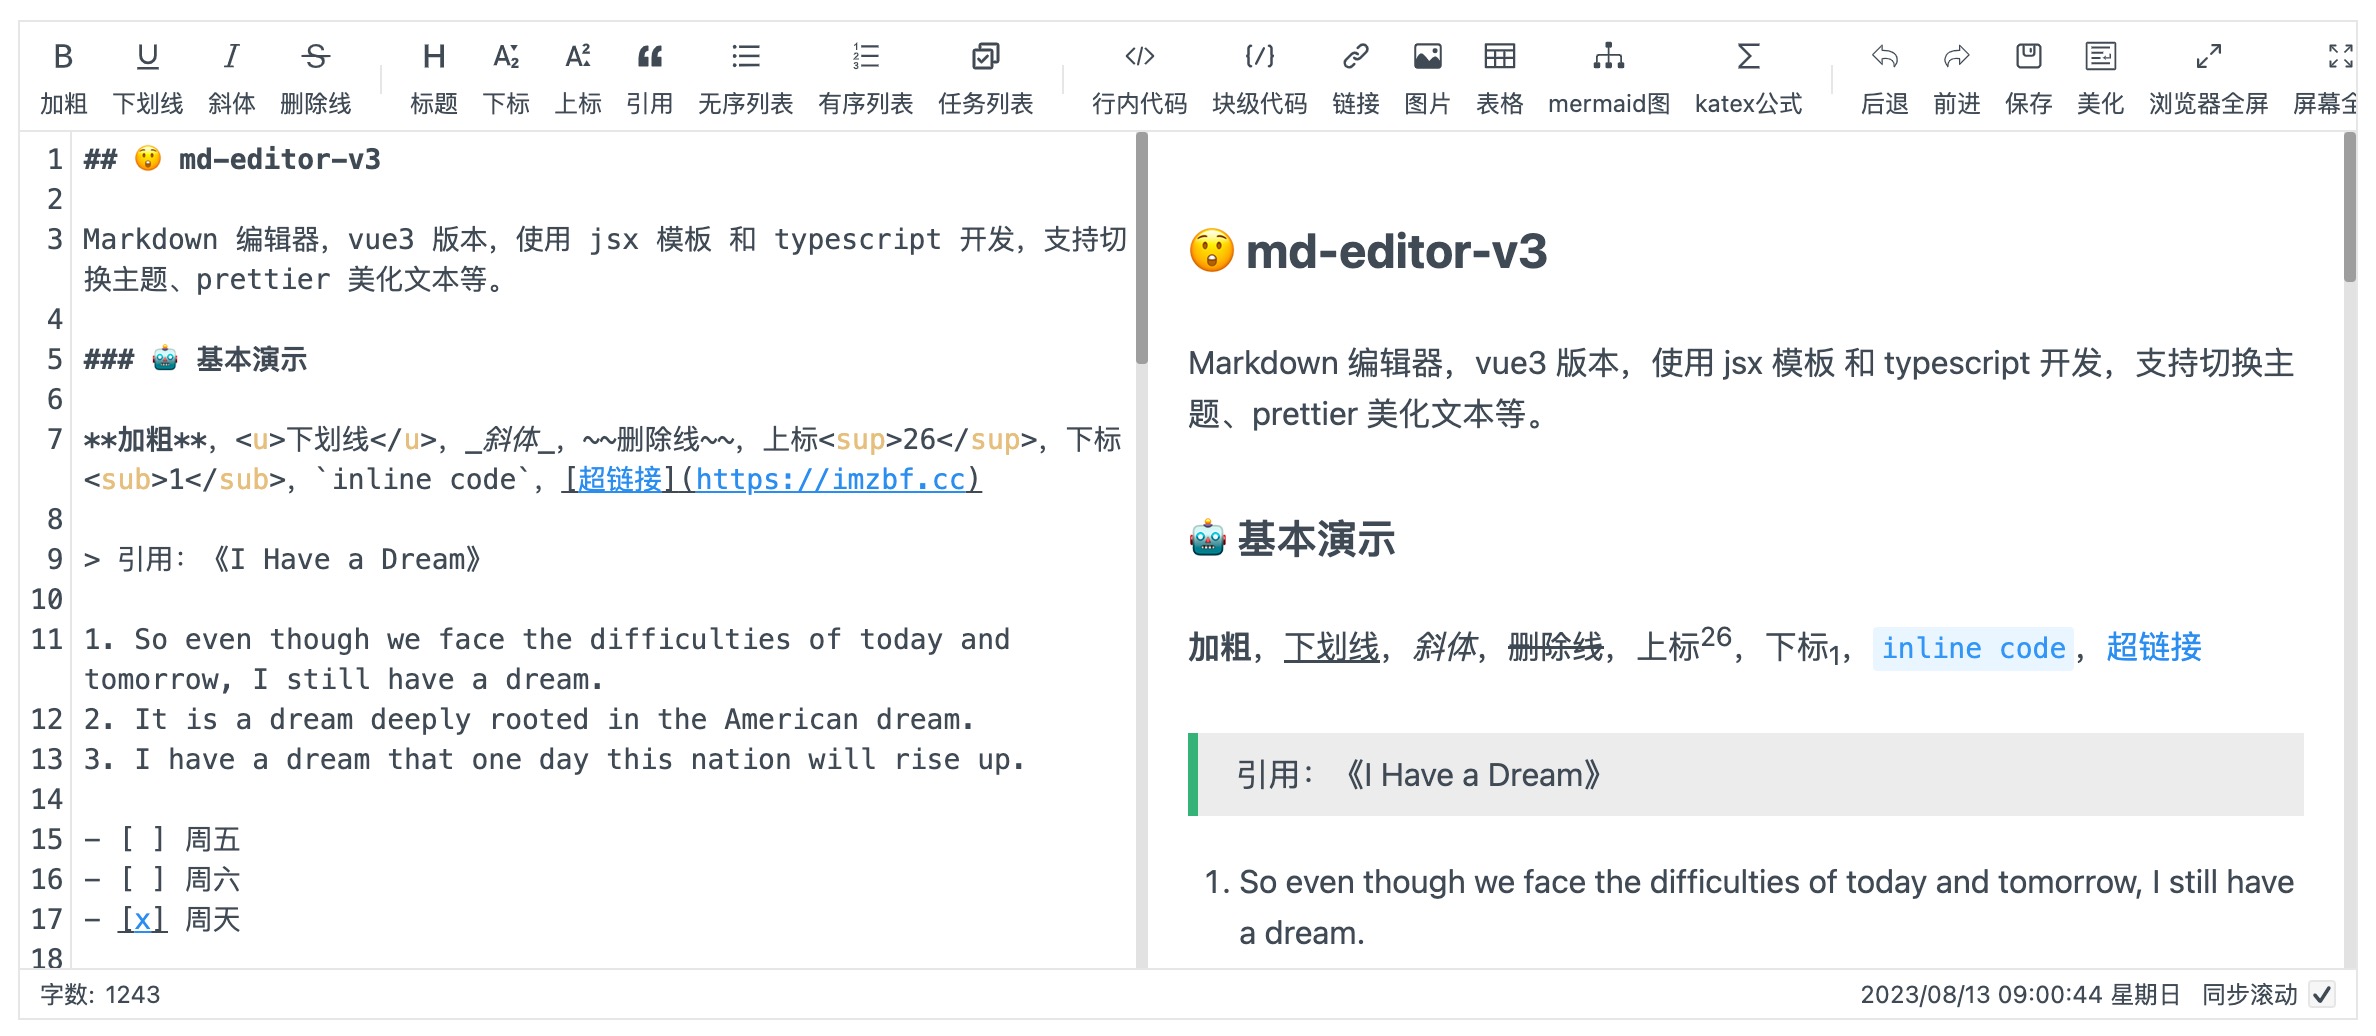 加粗 下划线 斜体 删除线 标题 下标 上标 引用 无序列表 有序列表 任务列表 行内代码 块级代码 链接 图片 表格 mermaid图 katex公式 后退 前进 保存 美化 浏览器全屏 屏幕全
1 ## 😲 md-editor-v3
2
3 Markdown 编辑器，vue3 版本，使用 jsx 模板 和 typescript 开发，支持切
换主题、prettier 美化文本等。
4
5 ### 🤖 基本演示
6
7 **加粗**，<u>下划线</u>，_斜体_，~~删除线~~，上标<sup>26</sup>，下标
<sub>1</sub>，`inline code`，[超链接](https://imzbf.cc)
8
9 > 引用：《I Have a Dream》
10
11 1. So even though we face the difficulties of today and
tomorrow, I still have a dream.
12 2. It is a dream deeply rooted in the American dream.
13 3. I have a dream that one day this nation will rise up.
14
15 - [ ] 周五
16 - [ ] 周六
17 - [x] 周天
18
😲 md-editor-v3
Markdown 编辑器，vue3 版本，使用 jsx 模板 和 typescript 开发，支持切换主
题、prettier 美化文本等。
🤖 基本演示
加粗，下划线，斜体，删除线，上标26，下标1，inline code，超链接
引用：《I Have a Dream》
1. So even though we face the difficulties of today and tomorrow, I still have
a dream.
字数: 1243
2023/08/13 09:00:44 星期日 同步滚动